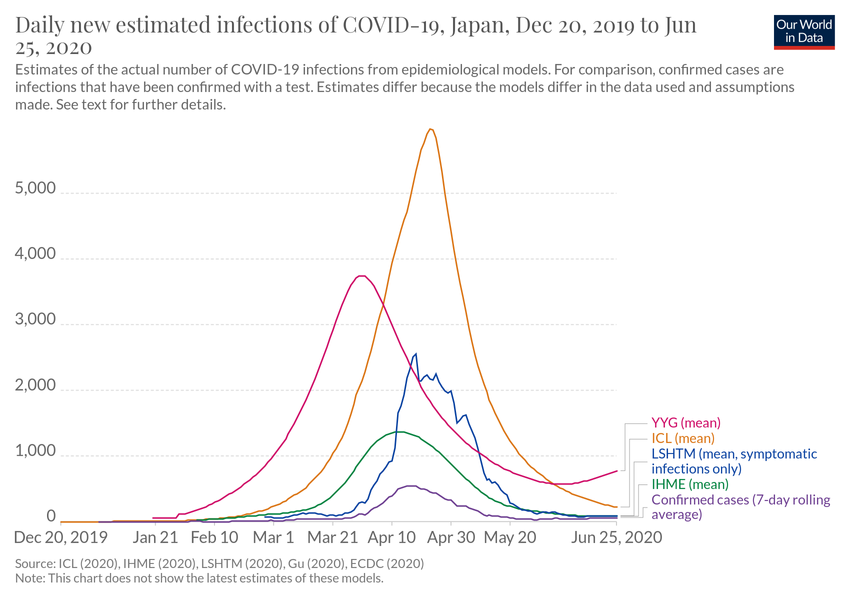 Daily new estimated infections of COVID-19, Japan, Dec 20, 2019 to Jun
25, 2020
Our World
in Data
Estimates of the actual number of COVID-19 infections from epidemiological models. For comparison, confirmed cases are
infections that have been confirmed with a test. Estimates differ because the models differ in the data used and assumptions
made. See text for further details.
5,000
4,000
3,000
2,000
1,000
0
YYG (mean)
ICL (mean)
LSHTM (mean, symptomatic
infections only)
IHME (mean)
Confirmed cases (7-day rolling
average)
Dec 20, 2019 Jan 21 Feb 10 Mar 1 Mar 21 Apr 10 Apr 30 May 20 Jun 25, 2020
Source: ICL (2020), IHME (2020), LSHTM (2020), Gu (2020), ECDC (2020)
Note: This chart does not show the latest estimates of these models.